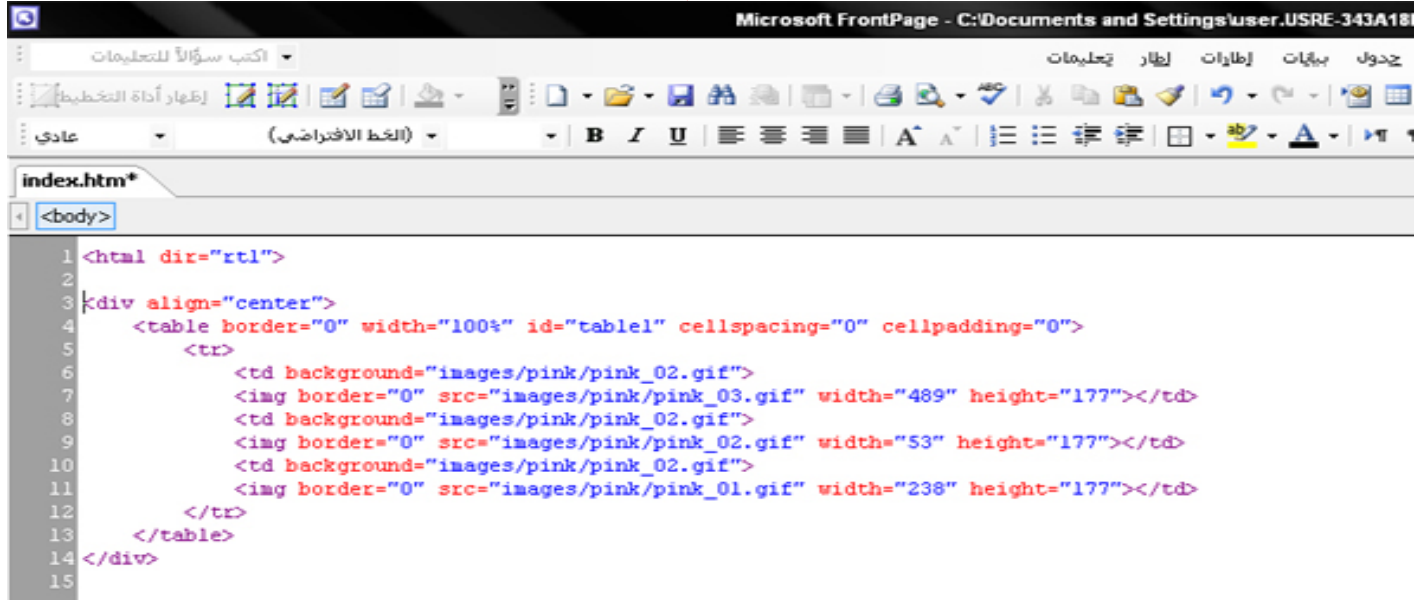 Microsoft FrontPage - C:\Documents and Settings\user.USRE-343A18
جدول بيانات إطارات إطار تعليمات
اكتب سؤالاً للتعليمات
إظهار أداة التخطيط
عادي (الخط الافتراضي) B I U A A ab A
index.htm*
<body>
1 <html dir="rtl">
2
3 <div align="center">
4 <table border="0" width="100%" id="table1" cellspacing="0" cellpadding="0">
5 <tr>
6 <td background="images/pink/pink_02.gif">
7 <img border="0" src="images/pink/pink_03.gif" width="489" height="177"></td>
8 <td background="images/pink/pink_02.gif">
9 <img border="0" src="images/pink/pink_02.gif" width="53" height="177"></td>
10 <td background="images/pink/pink_02.gif">
11 <img border="0" src="images/pink/pink_01.gif" width="238" height="177"></td>
12 </tr>
13 </table>
14 </div>
15